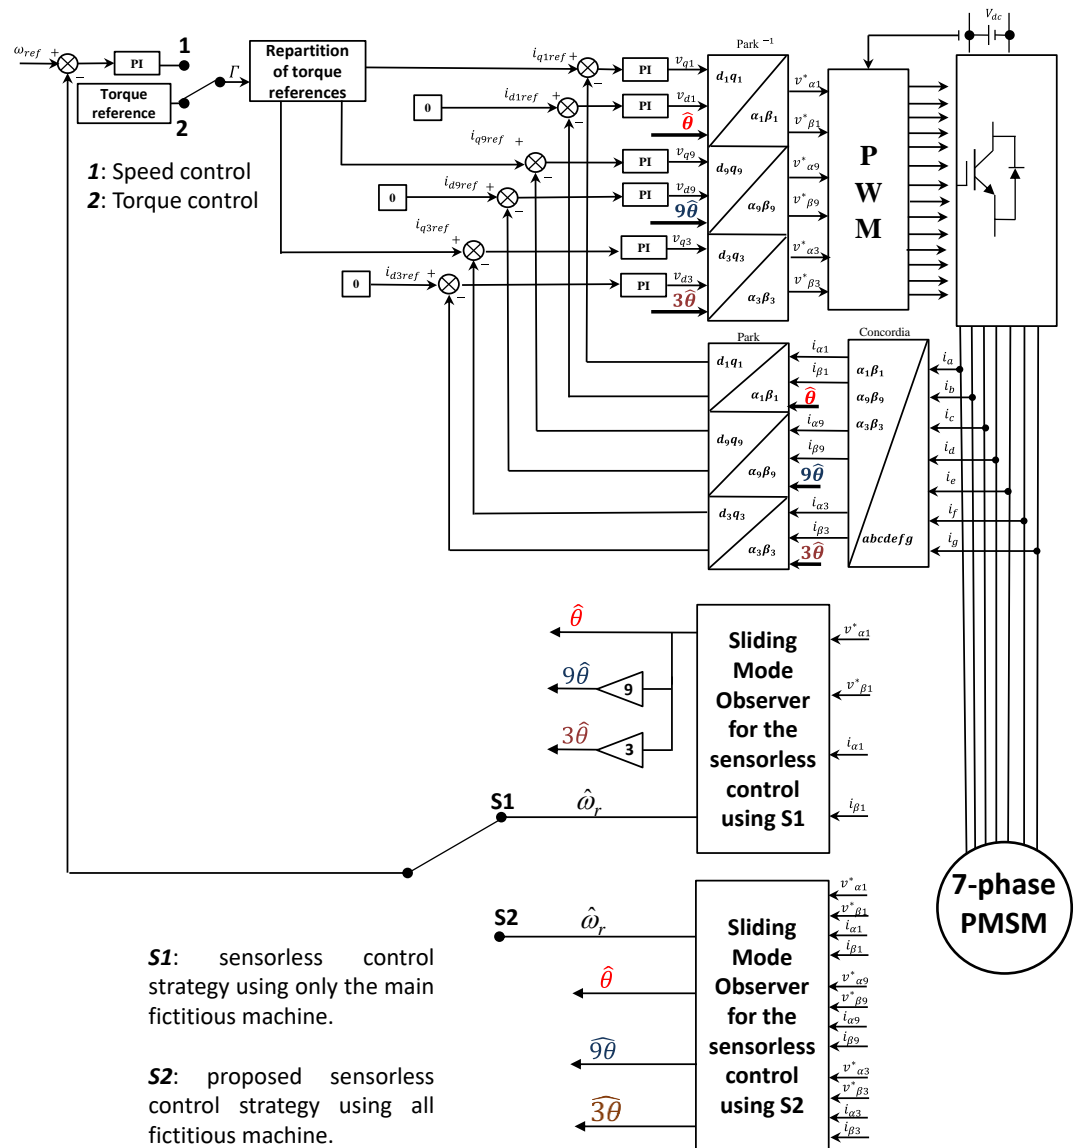 ω_ref + − PI 1
Torque reference 2
Γ
Repartition of torque references
1: Speed control
2: Torque control
i_q1ref + − PI v_q1
0 i_d1ref + − PI v_d1
θ̂
i_q9ref + − PI v_q9
0 i_d9ref + − PI v_d9
9θ̂
i_q3ref + − PI v_q3
0 i_d3ref + − PI v_d3
3θ̂
Park ⁻¹
d₁q₁
α₁β₁
d₉q₉
α₉β₉
d₃q₃
α₃β₃
v*_α1
v*_β1
v*_α9
v*_β9
v*_α3
v*_β3
P
W
M
V_dc
Park
d₁q₁
α₁β₁
d₉q₉
α₉β₉
d₃q₃
α₃β₃
i_α1
i_β1
θ̂
i_α9
i_β9
9θ̂
i_α3
i_β3
3θ̂
Concordia
α₁β₁
α₉β₉
α₃β₃
abcdefg
i_a
i_b
i_c
i_d
i_e
i_f
i_g
θ̂
9θ̂ 9
3θ̂ 3
S1 ω̂_r
Sliding
Mode
Observer
for the
sensorless
control
using S1
v*_α1
v*_β1
i_α1
i_β1
7-phase
PMSM
S2 ω̂_r
θ̂
9θ̂
3θ̂
Sliding
Mode
Observer
for the
sensorless
control
using S2
v*_α1
v*_β1
i_α1
i_β1
v*_α9
v*_β9
i_α9
i_β9
v*_α3
v*_β3
i_α3
i_β3
S1: sensorless control
strategy using only the main
fictitious machine.
S2: proposed sensorless
control strategy using all
fictitious machine.